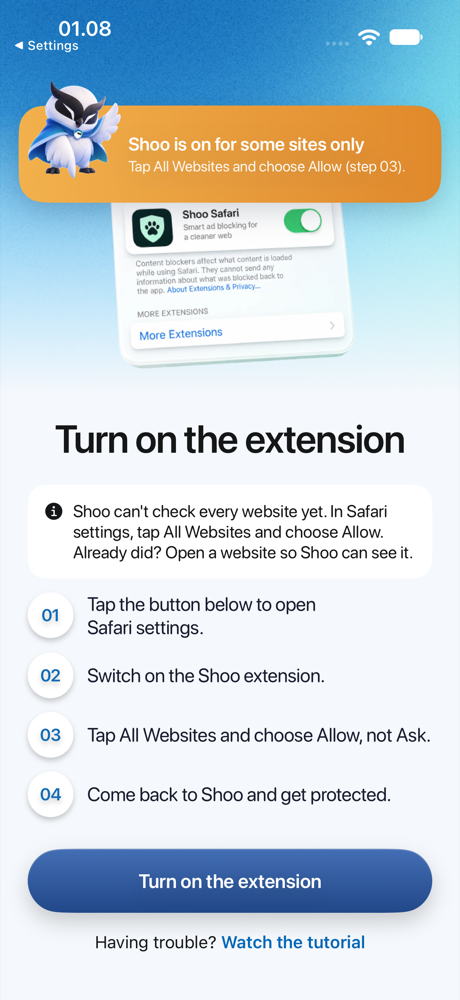 01.08
◀ Settings
Shoo is on for some sites only
Tap All Websites and choose Allow (step 03).
Shoo Safari
Smart ad blocking for
a cleaner web
Content blockers affect what content is loaded
while using Safari. They cannot send any
information about what was blocked back to
the app. About Extensions & Privacy...
MORE EXTENSIONS
More Extensions
Turn on the extension
Shoo can't check every website yet. In Safari
settings, tap All Websites and choose Allow.
Already did? Open a website so Shoo can see it.
01
Tap the button below to open
Safari settings.
02
Switch on the Shoo extension.
03
Tap All Websites and choose Allow, not Ask.
04
Come back to Shoo and get protected.
Turn on the extension
Having trouble? Watch the tutorial